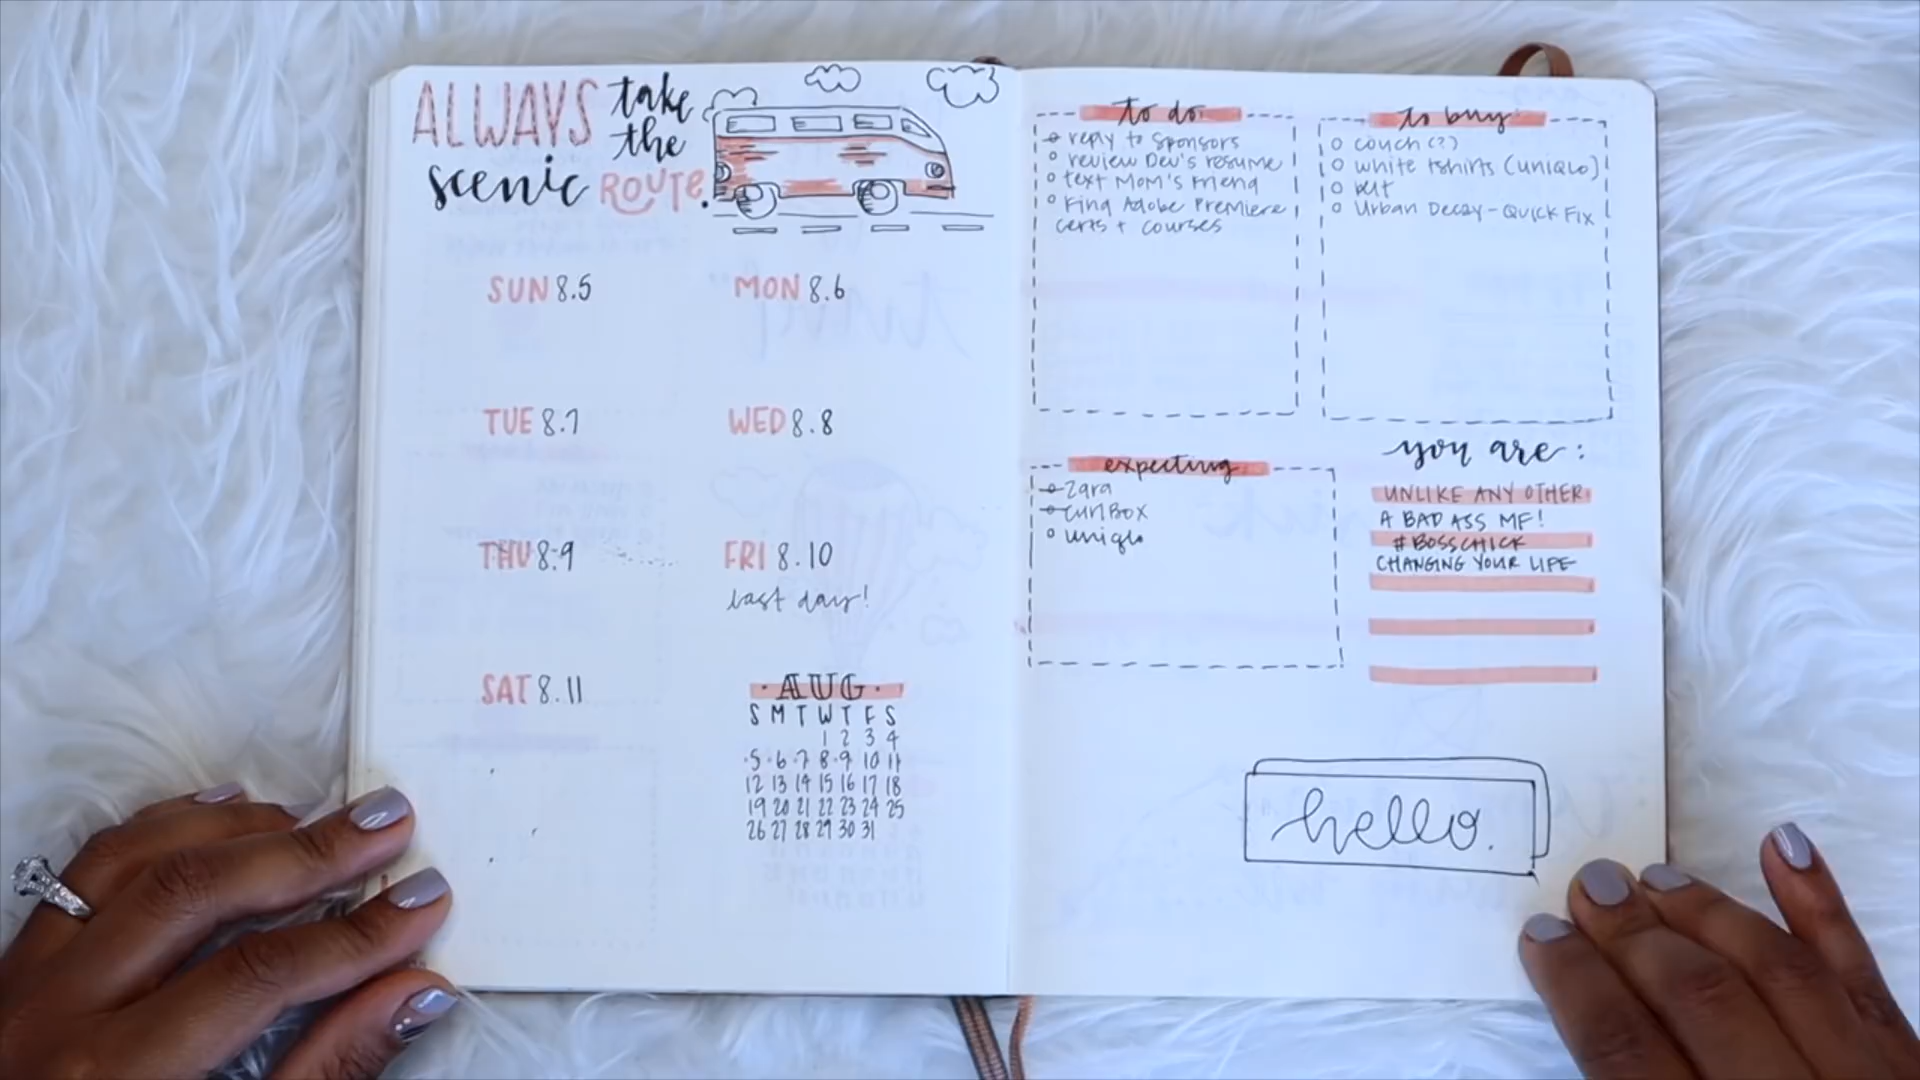 ALWAYS take
the
scenic ROUTE.
SUN 8.5
MON 8.6
TUE 8.7
WED 8.8
THU 8.9
FRI 8.10
last day!
SAT 8.11
· AUG ·
S M T W T F S
1 2 3 4
·5 ·6 ·7 8 ·9 10 11
12 13 14 15 16 17 18
19 20 21 22 23 24 25
26 27 28 29 30 31
to do
reply to sponsors
review Dev's resume
text mom's friend
Fing Adobe Premiere
certs + courses
to buy
couch (?)
white tshirts (uniqlo)
belt
Urban Decay - Quick Fix
expecting
Zara
curlBox
uniqlo
you are:
UNLIKE ANY OTHER
A BAD ASS MF!
#BOSSCHICK
CHANGING YOUR LIFE
hello.